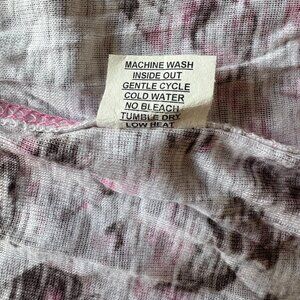 MACHINE WASH
INSIDE OUT
GENTLE CYCLE
COLD WATER
NO BLEACH
TUMBLE DRY
LOW HEAT